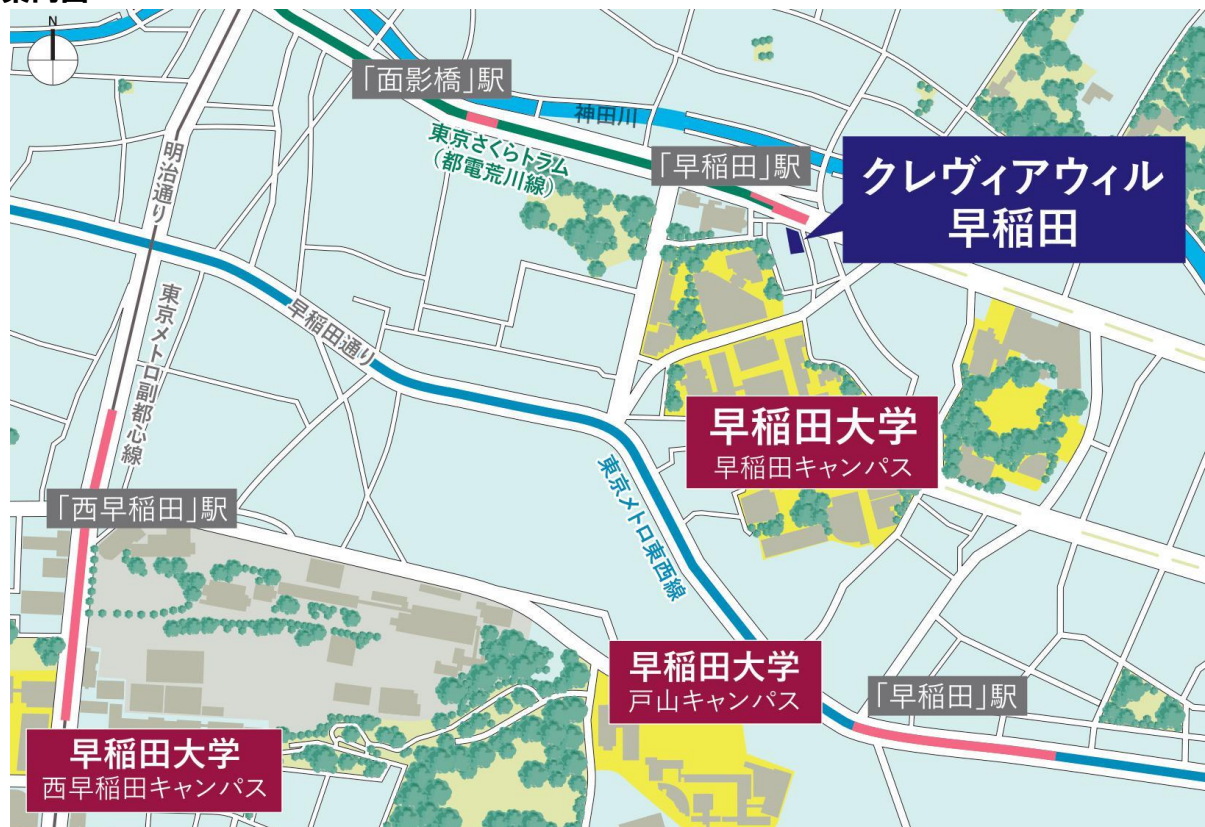 N
「面影橋」駅
神田川
東京さくらトラム
(都電荒川線)
「早稲田」駅
クレヴィアウィル
早稲田
明治通り
東京メトロ副都心線
早稲田通り
早稲田大学
早稲田キャンパス
東京メトロ東西線
「西早稲田」駅
早稲田大学
戸山キャンパス
「早稲田」駅
早稲田大学
西早稲田キャンパス